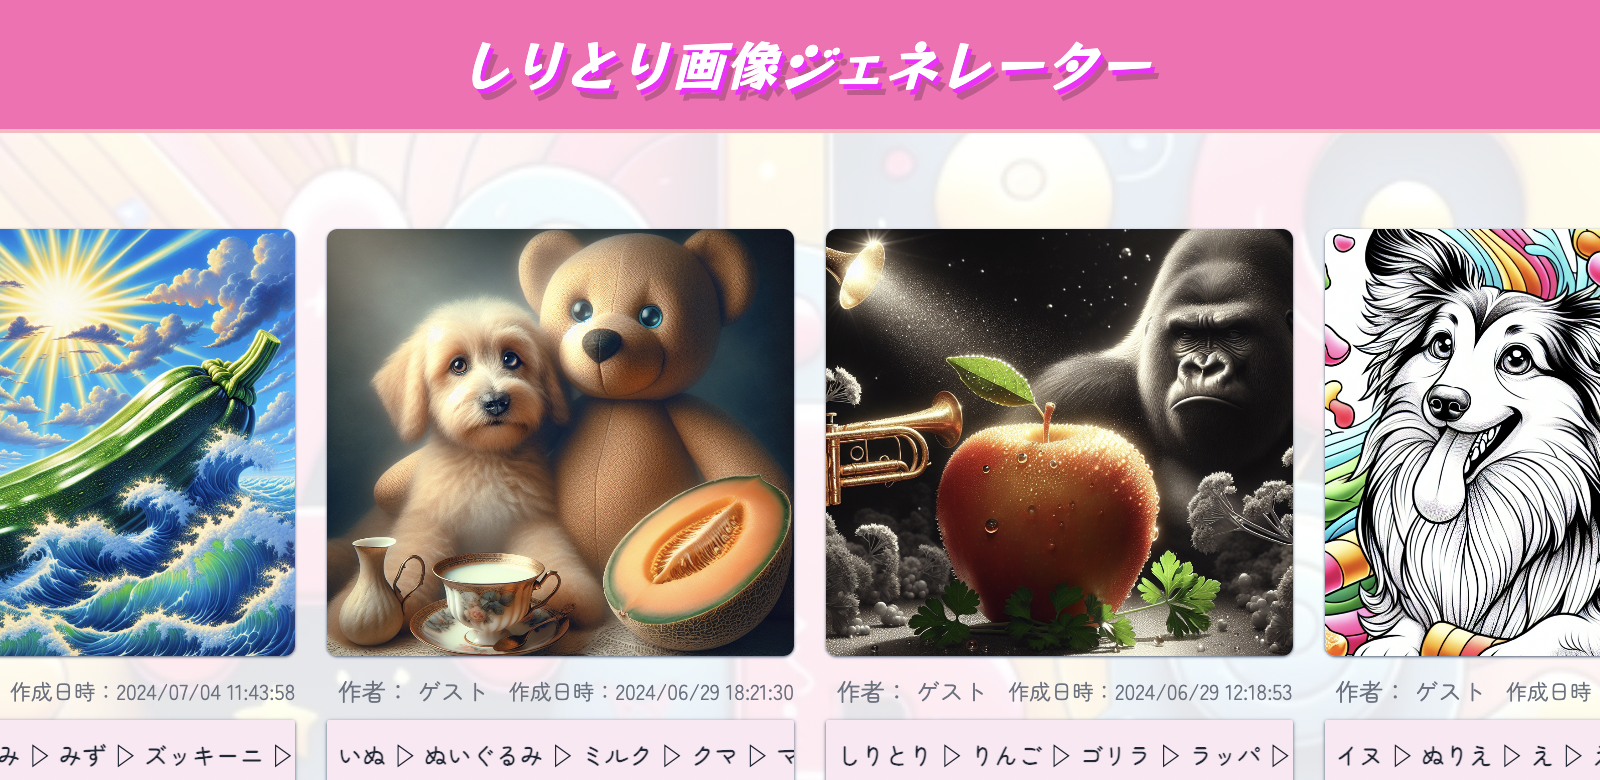 しりとり画像ジェネレーター
作成日時：2024/07/04 11:43:58
作者： ゲスト 作成日時：2024/06/29 18:21:30
作者： ゲスト 作成日時：2024/06/29 12:18:53
作者： ゲスト 作成日時
み ▷ みず ▷ ズッキーニ ▷
いぬ ▷ ぬいぐるみ ▷ ミルク ▷ クマ ▷
しりとり ▷ りんご ▷ ゴリラ ▷ ラッパ ▷
イヌ ▷ ぬりえ ▷ え ▷